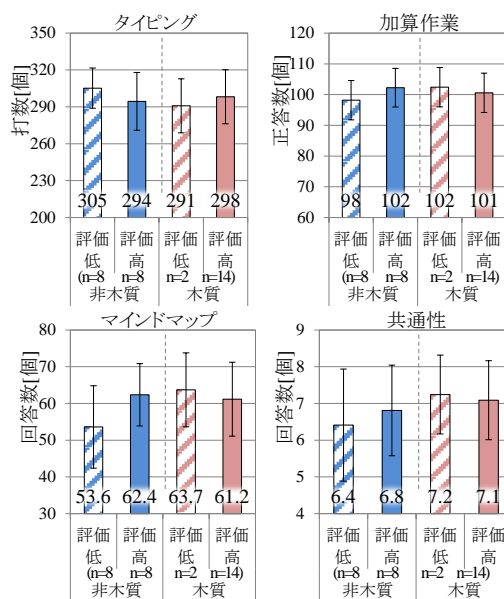 タイピング
打数[個]
350
320
290
260
230
200
305 294 291 298
評価低 (n=8
評価高 n=8)
評価低 n=2
評価高 n=14)
非木質 木質
加算作業
正答数[個]
120
110
100
90
80
70
60
98 102 102 101
評価低 (n=8
評価高 n=8)
評価低 (n=2
評価高 n=14)
非木質 木質
マインドマップ
回答数[個]
80
70
60
50
40
30
53.6 62.4 63.7 61.2
評価低 (n=8
評価高 n=8)
評価低 n=2
評価高 n=14)
非木質 木質
共通性
回答数[個]
9
8
7
6
5
4
6.4 6.8 7.2 7.1
評価低 (n=8
評価高 n=8)
評価低 n=2
評価高 n=14)
非木質 木質